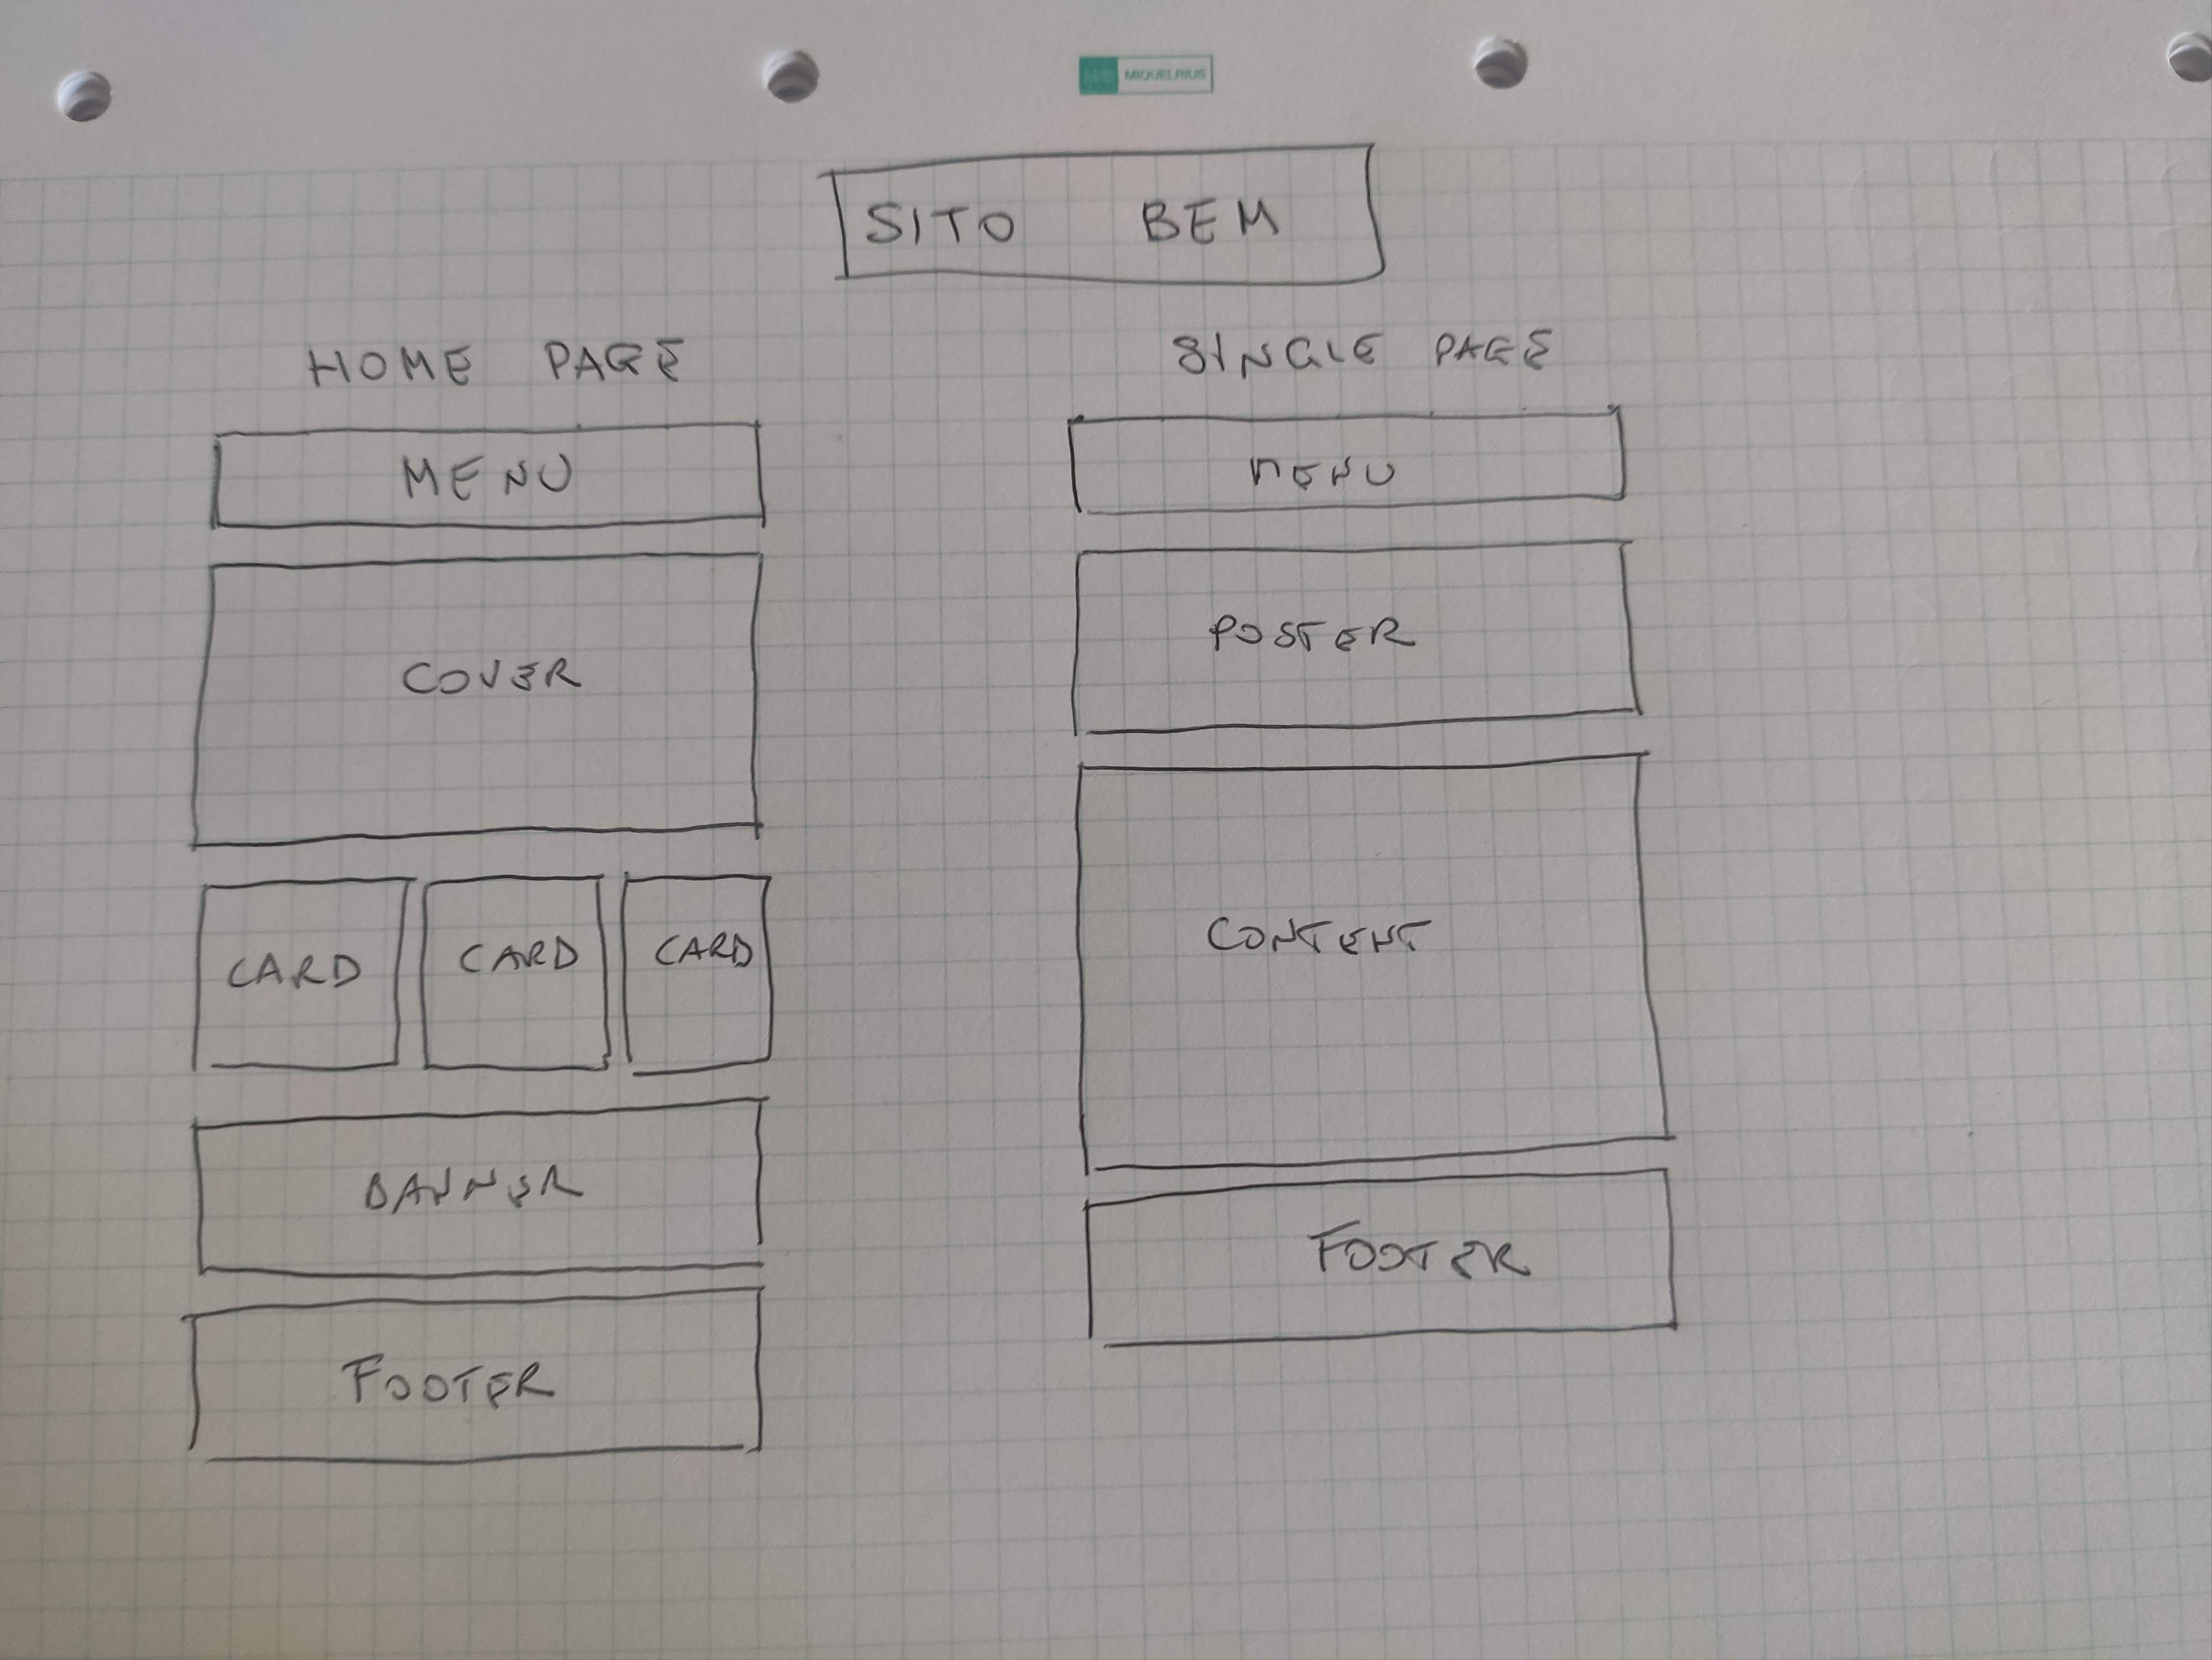 MIQUELRIUS
SITO BEM
HOME PAGE
MENU
COVER
CARD CARD CARD
BANNER
FOOTER
SINGLE PAGE
MENU
POSTER
CONTENT
FOOTER